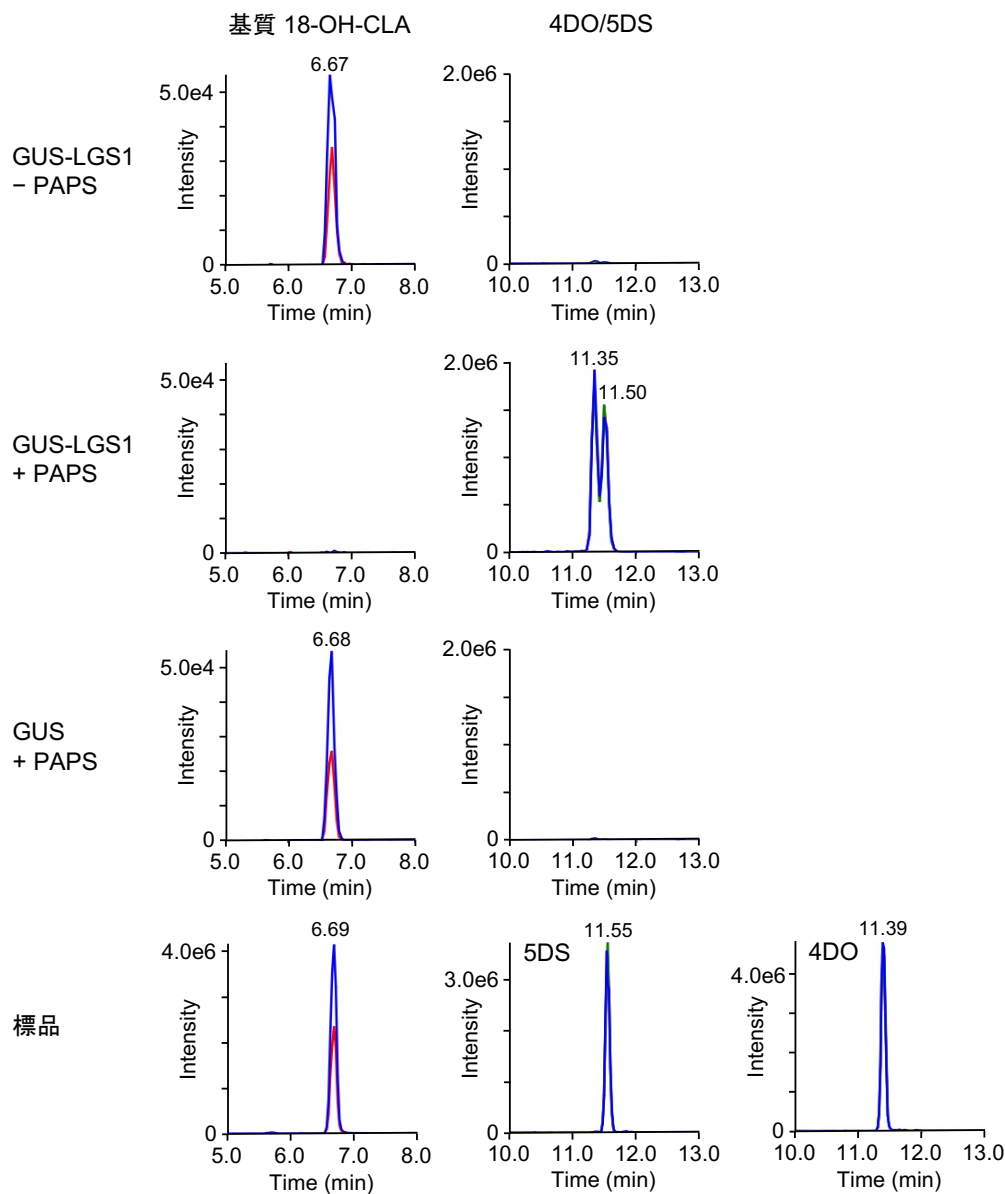 基質 18-OH-CLA
4DO/5DS
GUS-LGS1
− PAPS
6.67
5.0e4
0
Intensity
5.0 6.0 7.0 8.0
Time (min)
2.0e6
0
Intensity
10.0 11.0 12.0 13.0
Time (min)
GUS-LGS1
+ PAPS
5.0e4
0
Intensity
5.0 6.0 7.0 8.0
Time (min)
11.35
11.50
2.0e6
0
Intensity
10.0 11.0 12.0 13.0
Time (min)
GUS
+ PAPS
6.68
5.0e4
0
Intensity
5.0 6.0 7.0 8.0
Time (min)
2.0e6
0
Intensity
10.0 11.0 12.0 13.0
Time (min)
標品
6.69
4.0e6
0
Intensity
5.0 6.0 7.0 8.0
Time (min)
11.55
5DS
3.0e6
0
Intensity
10.0 11.0 12.0 13.0
Time (min)
11.39
4DO
4.0e6
0
Intensity
10.0 11.0 12.0 13.0
Time (min)